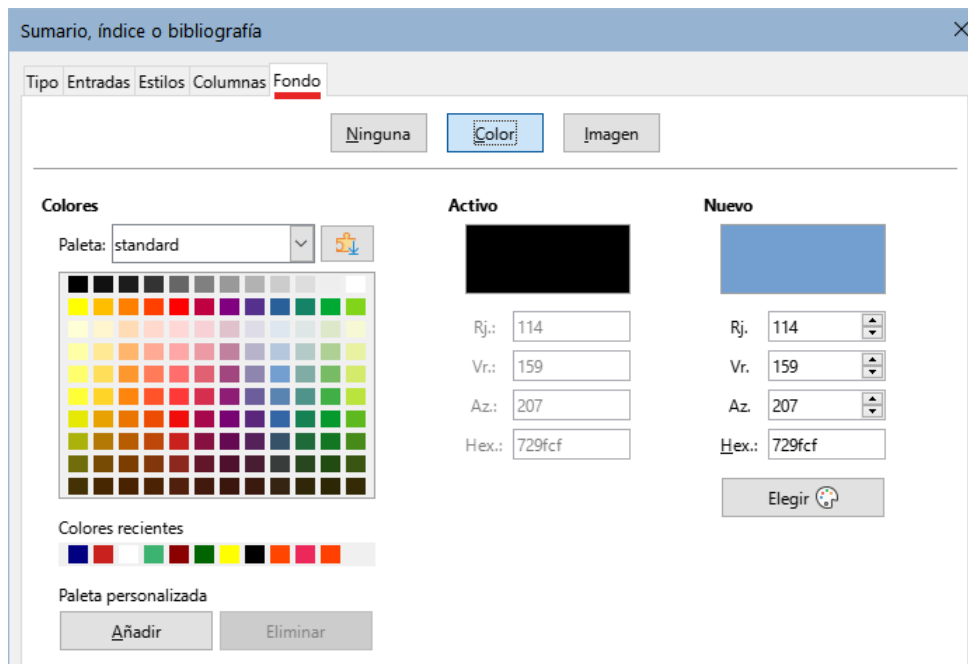 Sumario, índice o bibliografía
Tipo Entradas Estilos Columnas Fondo
Ninguna Color Imagen
Colores
Paleta: standard
Colores recientes
Paleta personalizada
Añadir Eliminar
Activo
Rj.: 114
Vr.: 159
Az.: 207
Hex.: 729fcf
Nuevo
Rj. 114
Vr. 159
Az. 207
Hex.: 729fcf
Elegir